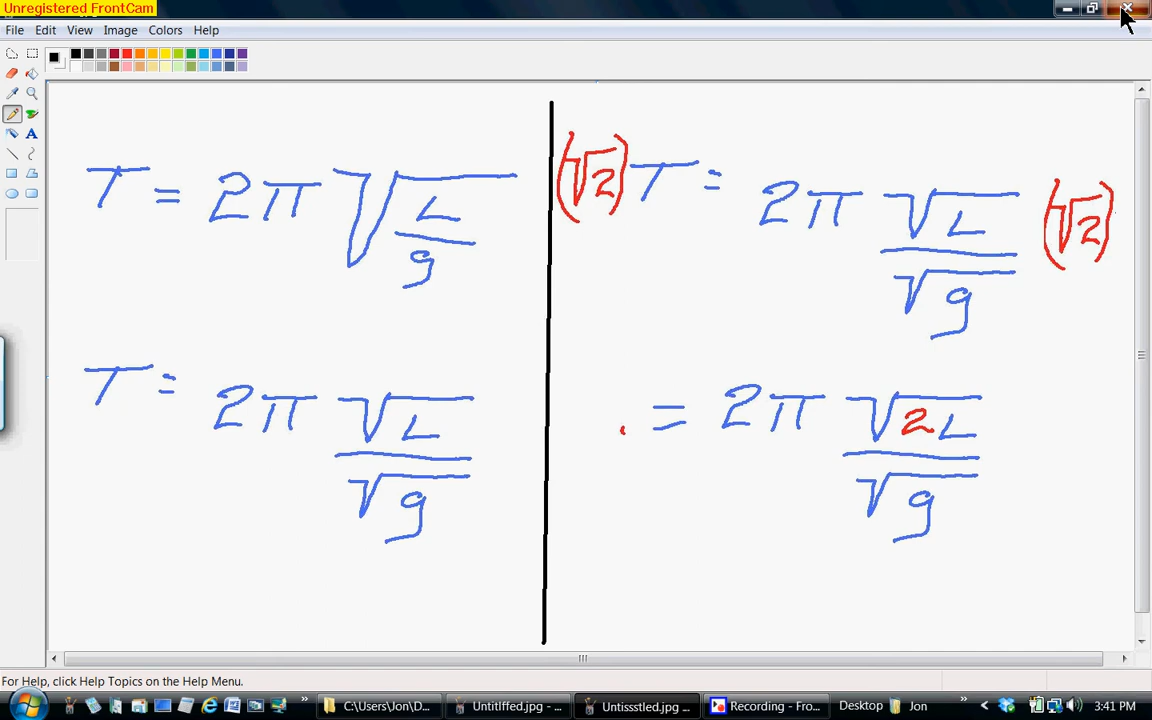 Unregistered FrontCam
File Edit View Image Colors Help
T = 2π √(L/g)
T = 2π √L/√g
(√2) T = 2π √L/√g (√2)
. = 2π √2L/√g
For Help, click Help Topics on the Help Menu.
C:\Users\Jon\D... Untitlffed.jpg - ... Untissstled.jpg ... Recording - Fro... Desktop » Jon » < 3:41 PM